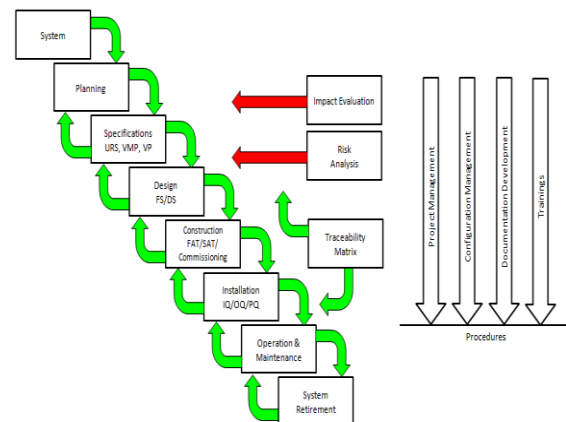 System
Planning
Impact Evaluation
Specifications
URS, VMP, VP
Risk
Analysis
Design
FS/DS
Construction
FAT/SAT/
Commissioning
Traceability
Matrix
Installation
IQ/OQ/PQ
Operation &
Maintenance
System
Retirement
Project Management
Configuration Management
Documentation Development
Trainings
Procedures